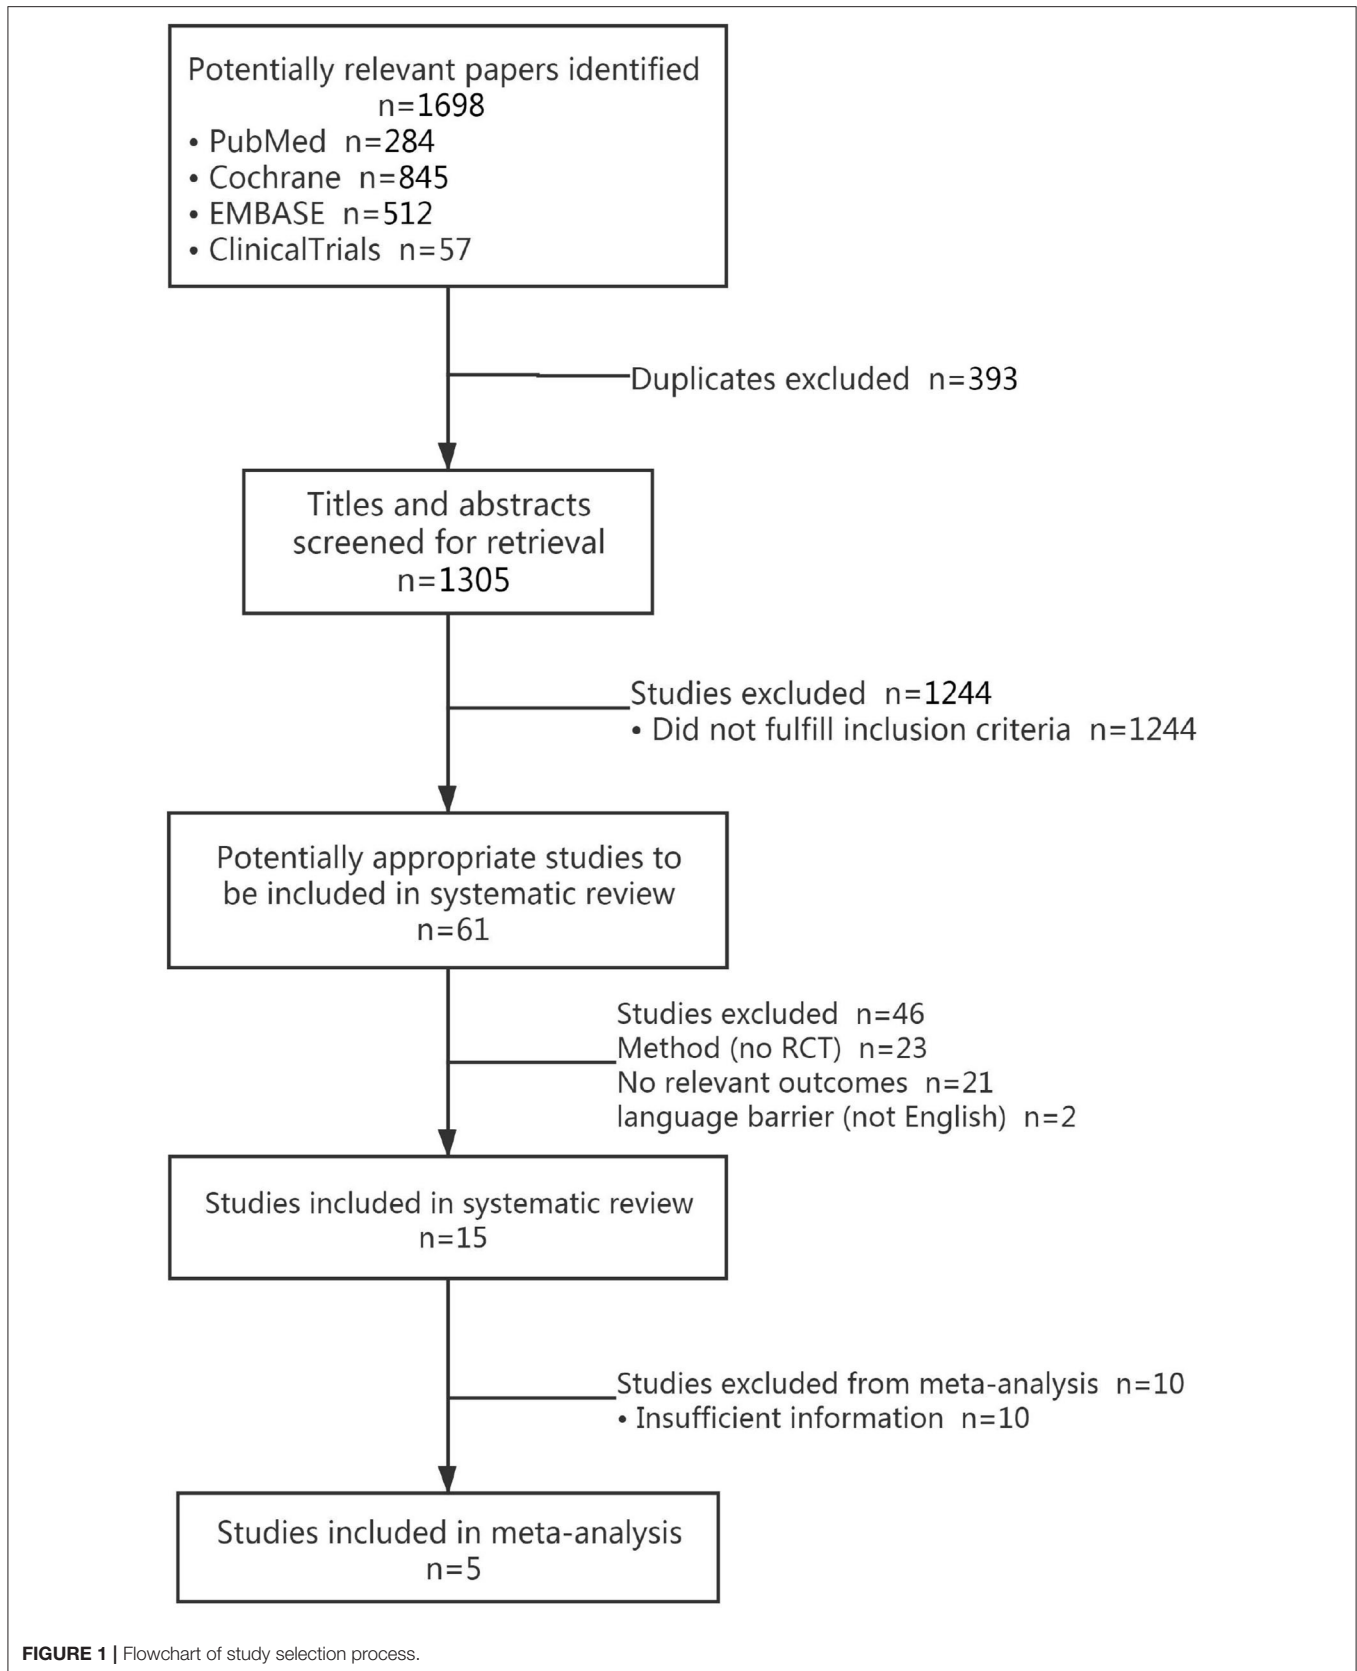 Potentially relevant papers identified
n=1698
• PubMed n=284
• Cochrane n=845
• EMBASE n=512
• ClinicalTrials n=57
Duplicates excluded n=393
Titles and abstracts
screened for retrieval
n=1305
Studies excluded n=1244
• Did not fulfill inclusion criteria n=1244
Potentially appropriate studies to
be included in systematic review
n=61
Studies excluded n=46
Method (no RCT) n=23
No relevant outcomes n=21
language barrier (not English) n=2
Studies included in systematic review
n=15
Studies excluded from meta-analysis n=10
• Insufficient information n=10
Studies included in meta-analysis
n=5
FIGURE 1 | Flowchart of study selection process.